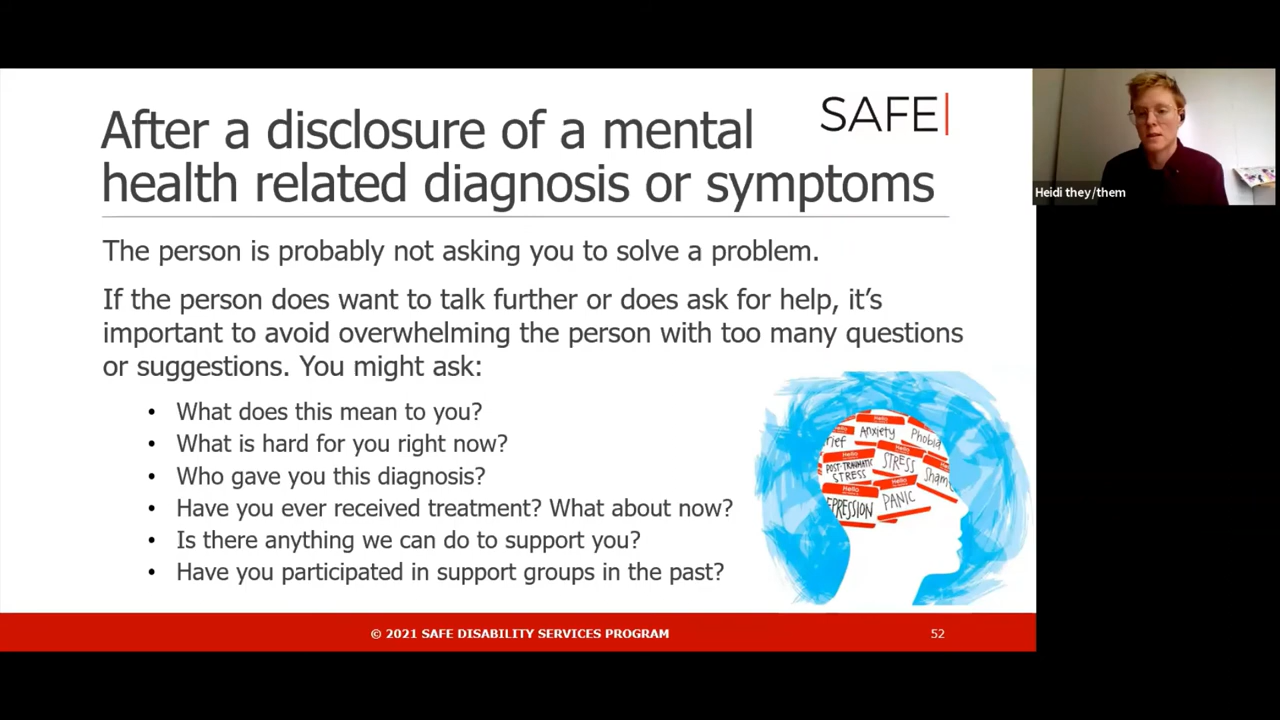 After a disclosure of a mental
health related diagnosis or symptoms
SAFE
Heidi they/them
The person is probably not asking you to solve a problem.
If the person does want to talk further or does ask for help, it’s
important to avoid overwhelming the person with too many questions
or suggestions. You might ask:
• What does this mean to you?
• What is hard for you right now?
• Who gave you this diagnosis?
• Have you ever received treatment? What about now?
• Is there anything we can do to support you?
• Have you participated in support groups in the past?
Hello
Anxiety
Phobia
Hello
POST-TRAUMATIC
STRESS
Hello
STRESS
Hello
Shame
Hello
PANIC
© 2021 SAFE DISABILITY SERVICES PROGRAM
52